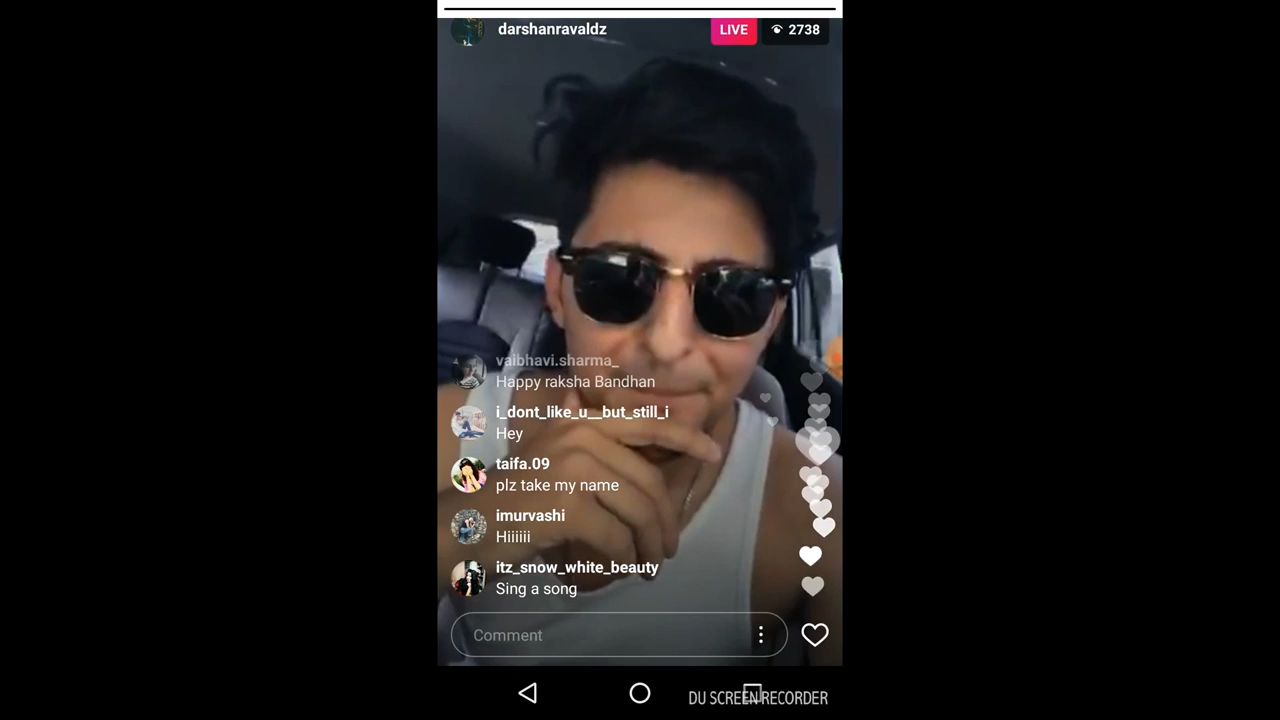 darshanravaldz
LIVE
2738
vaibhavi.sharma_
Happy raksha Bandhan
i_dont_like_u__but_still_i
Hey
taifa.09
plz take my name
imurvashi
Hiiiiii
itz_snow_white_beauty
Sing a song
Comment
DU SCREEN RECORDER